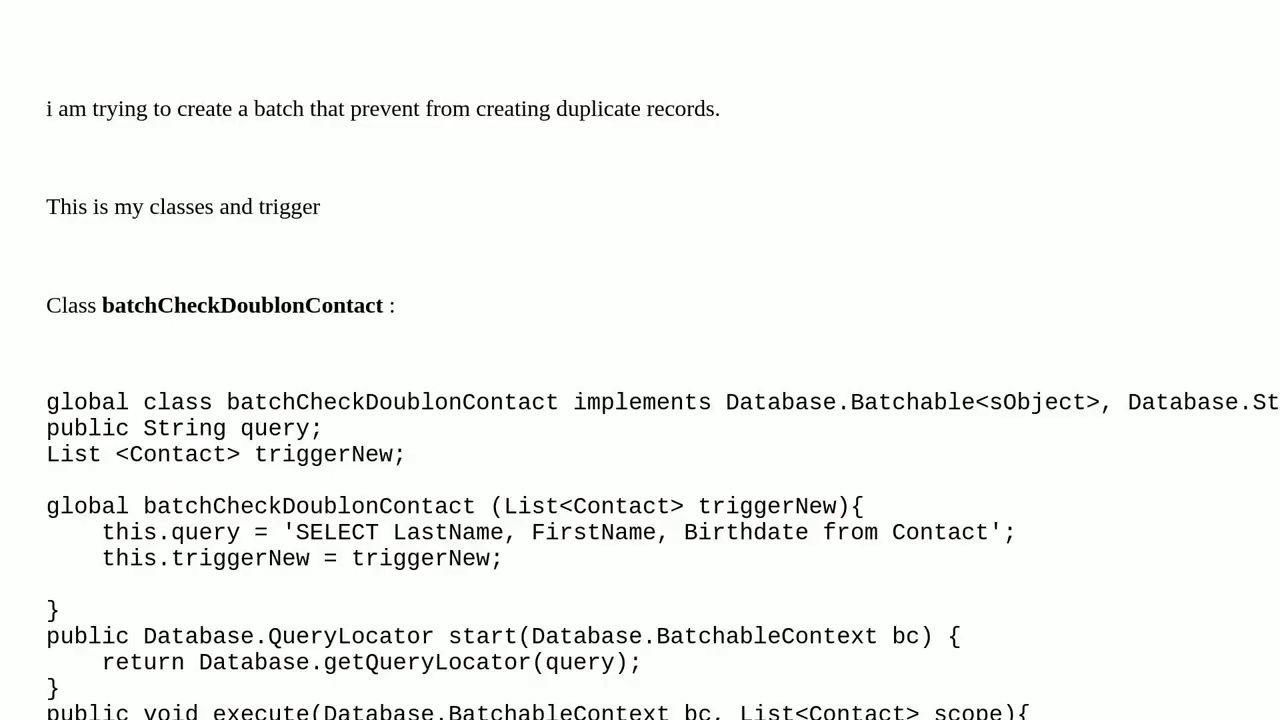 i am trying to create a batch that prevent from creating duplicate records.
This is my classes and trigger
Class batchCheckDoublonContact :
global class batchCheckDoublonContact implements Database.Batchable<sObject>, Database.St
public String query;
List <Contact> triggerNew;
global batchCheckDoublonContact (List<Contact> triggerNew){
this.query = 'SELECT LastName, FirstName, Birthdate from Contact';
this.triggerNew = triggerNew;
}
public Database.QueryLocator start(Database.BatchableContext bc) {
return Database.getQueryLocator(query);
}
public void execute(Database.BatchableContext bc, List<Contact> scope){